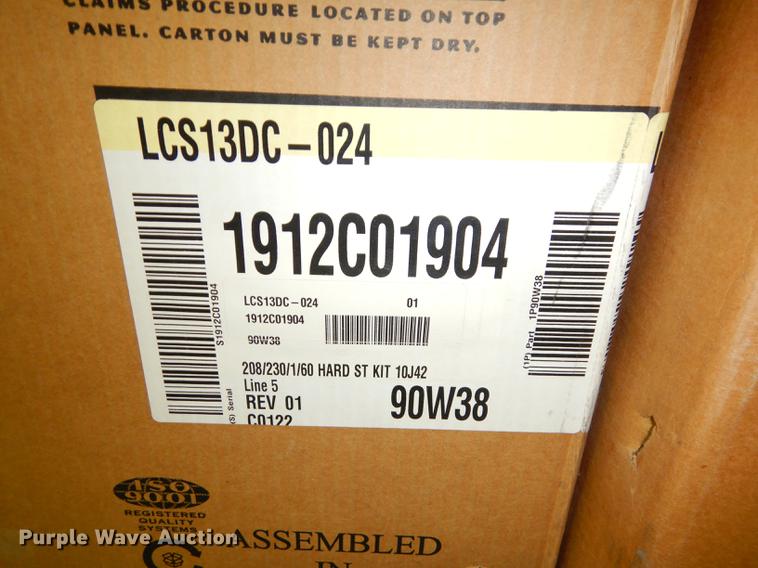 CLAIMS PROCEDURE LOCATED ON TOP
PANEL. CARTON MUST BE KEPT DRY.
LCS13DC-024
1912C01904
LCS13DC-024 01
1912C01904
90W38
S1912C01904
(S) Serial
(1P) Part 1P90W38
208/230/1/60 HARD ST KIT 10J42
Line 5
REV 01
90W38
C0122
ISO
9001
REGISTERED
QUALITY
SYSTEMS
ASSEMBLED
IN
Purple Wave Auction